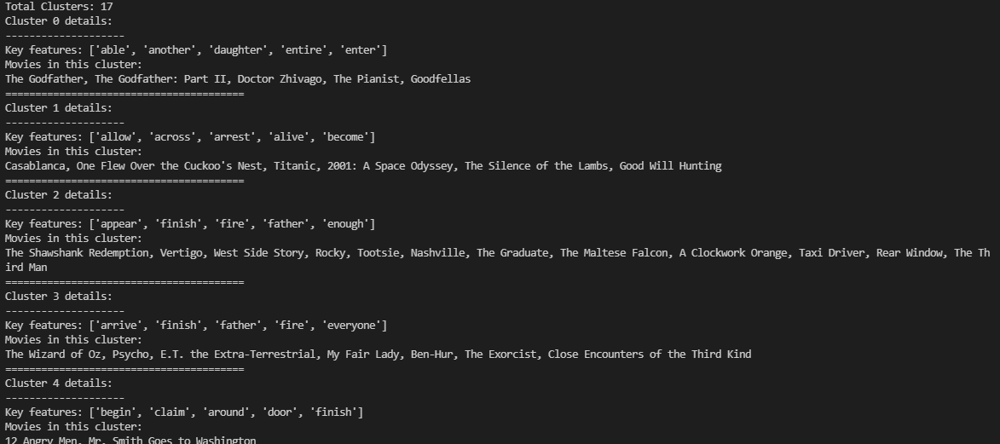 Total Clusters: 17
Cluster 0 details:
--------------------
Key features: ['able', 'another', 'daughter', 'entire', 'enter']
Movies in this cluster:
The Godfather, The Godfather: Part II, Doctor Zhivago, The Pianist, Goodfellas
========================================
Cluster 1 details:
--------------------
Key features: ['allow', 'across', 'arrest', 'alive', 'become']
Movies in this cluster:
Casablanca, One Flew Over the Cuckoo's Nest, Titanic, 2001: A Space Odyssey, The Silence of the Lambs, Good Will Hunting
========================================
Cluster 2 details:
--------------------
Key features: ['appear', 'finish', 'fire', 'father', 'enough']
Movies in this cluster:
The Shawshank Redemption, Vertigo, West Side Story, Rocky, Tootsie, Nashville, The Graduate, The Maltese Falcon, A Clockwork Orange, Taxi Driver, Rear Window, The Th
ird Man
========================================
Cluster 3 details:
--------------------
Key features: ['arrive', 'finish', 'father', 'fire', 'everyone']
Movies in this cluster:
The Wizard of Oz, Psycho, E.T. the Extra-Terrestrial, My Fair Lady, Ben-Hur, The Exorcist, Close Encounters of the Third Kind
========================================
Cluster 4 details:
--------------------
Key features: ['begin', 'claim', 'around', 'door', 'finish']
Movies in this cluster:
12 Angry Men, Mr. Smith Goes to Washington